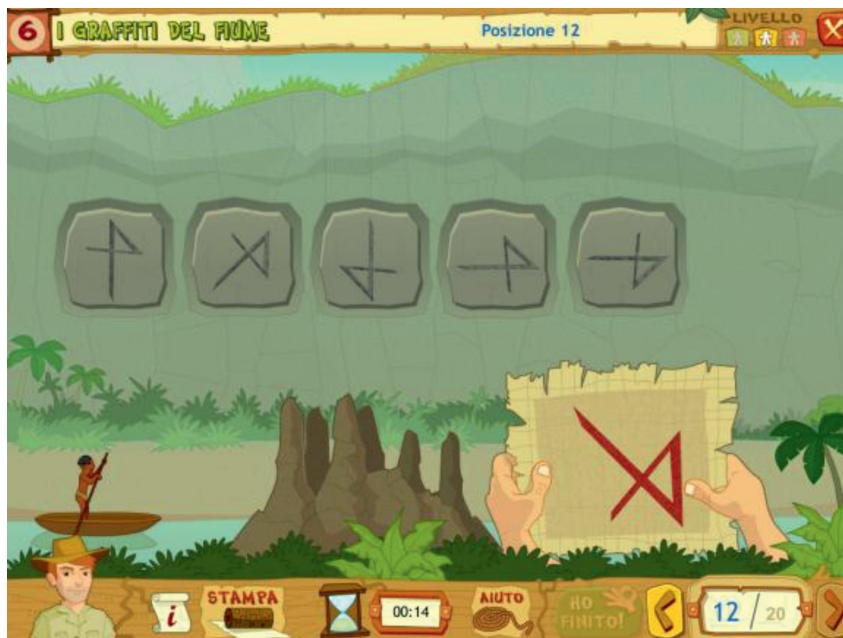 6 I GRAFFITI DEL FIUME
Posizione 12
LIVELLO
i
STAMPA
00:14
AIUTO
HO FINITO!
12 / 20